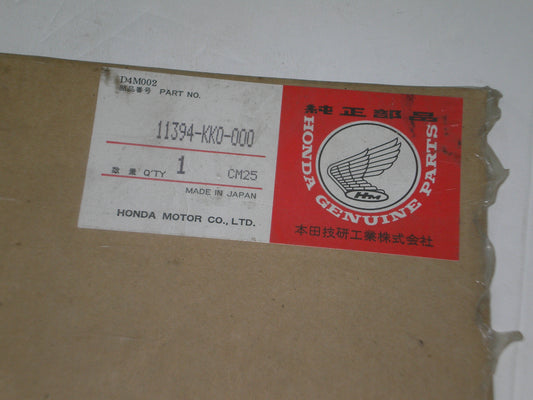 D4M002
部品番号 PART NO.
11394-KK0-000
数量 Q'TY 1 CM25
MADE IN JAPAN
HONDA MOTOR CO., LTD.
純正部品
HONDA GENUINE PARTS
HM
本田技研工業株式会社